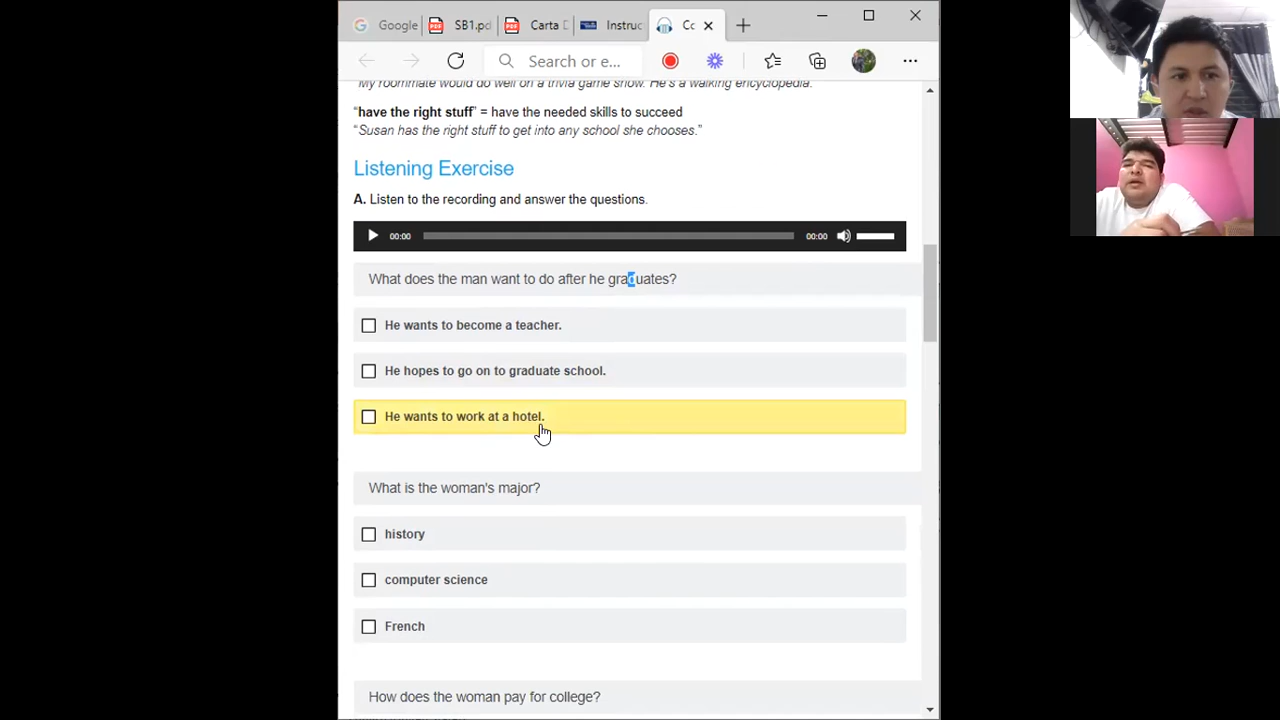 Google
SB1.pd
Carta D
Instruc
Cc
Search or e...
"My roommate would do well on a trivia game show. He's a walking encyclopedia."
"have the right stuff" = have the needed skills to succeed
"Susan has the right stuff to get into any school she chooses."
Listening Exercise
A. Listen to the recording and answer the questions.
00:00
00:00
What does the man want to do after he graduates?
He wants to become a teacher.
He hopes to go on to graduate school.
He wants to work at a hotel.
What is the woman's major?
history
computer science
French
How does the woman pay for college?